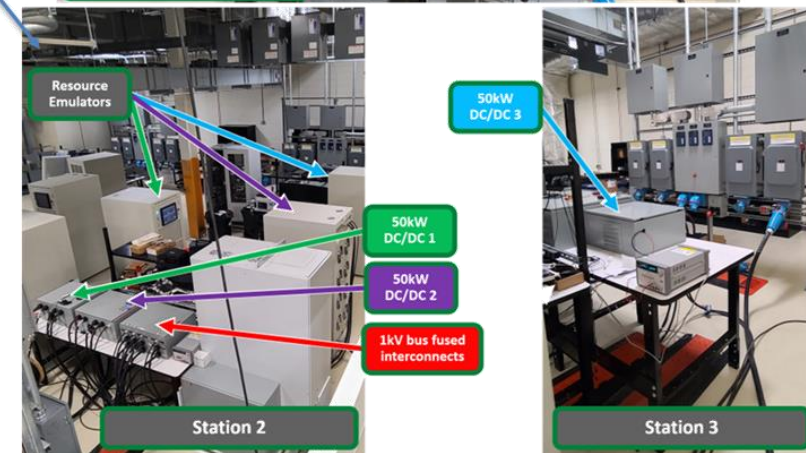 Resource
Emulators
50kW
DC/DC 3
50kW
DC/DC 1
50kW
DC/DC 2
1kV bus fused
interconnects
Station 2
Station 3